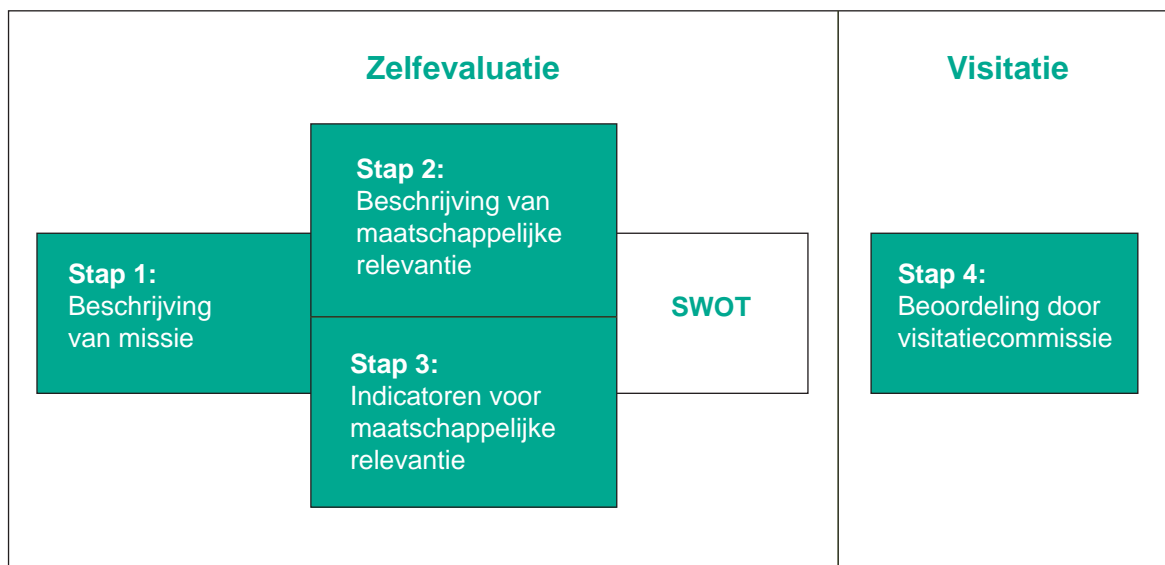 Zelfevaluatie
Visitatie
Stap 1:
Beschrijving
van missie
Stap 2:
Beschrijving van
maatschappelijke
relevantie
Stap 3:
Indicatoren voor
maatschappelijke
relevantie
SWOT
Stap 4:
Beoordeling door
visitatiecommissie